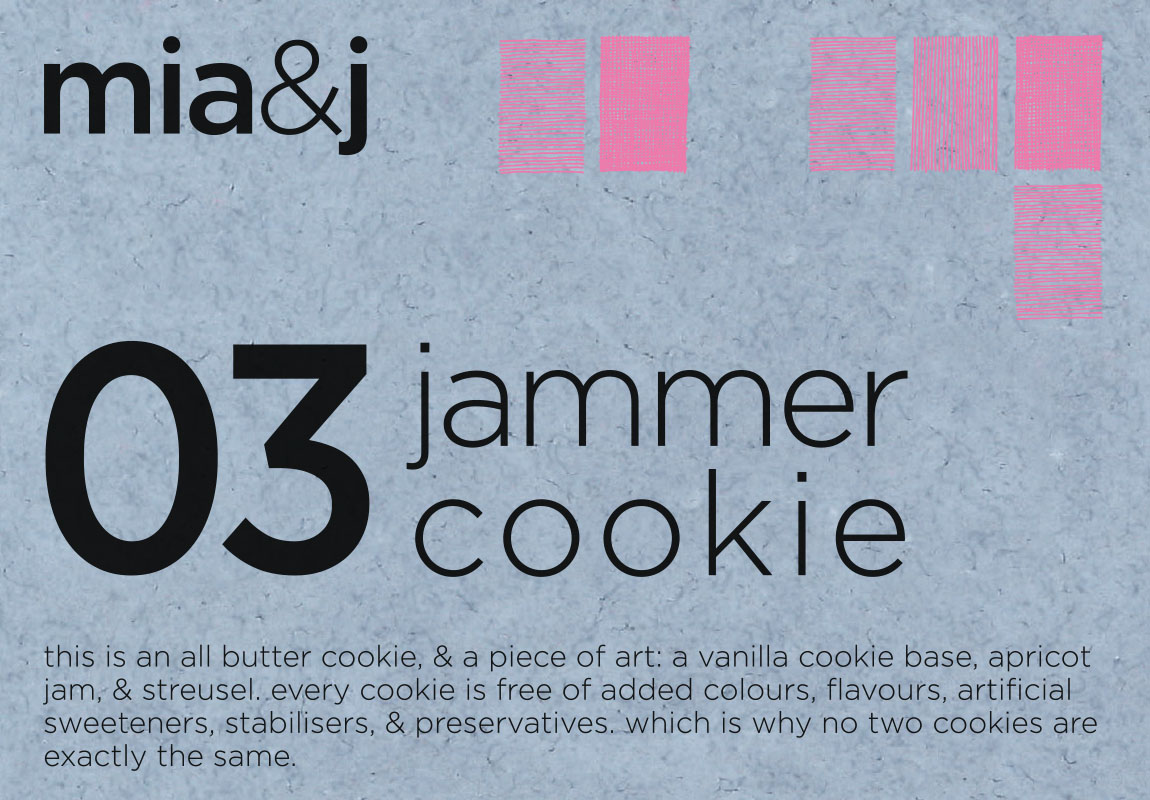 mia&j
03 jammer
cookie
this is an all butter cookie, & a piece of art: a vanilla cookie base, apricot
jam, & streusel. every cookie is free of added colours, flavours, artificial
sweeteners, stabilisers, & preservatives. which is why no two cookies are
exactly the same.